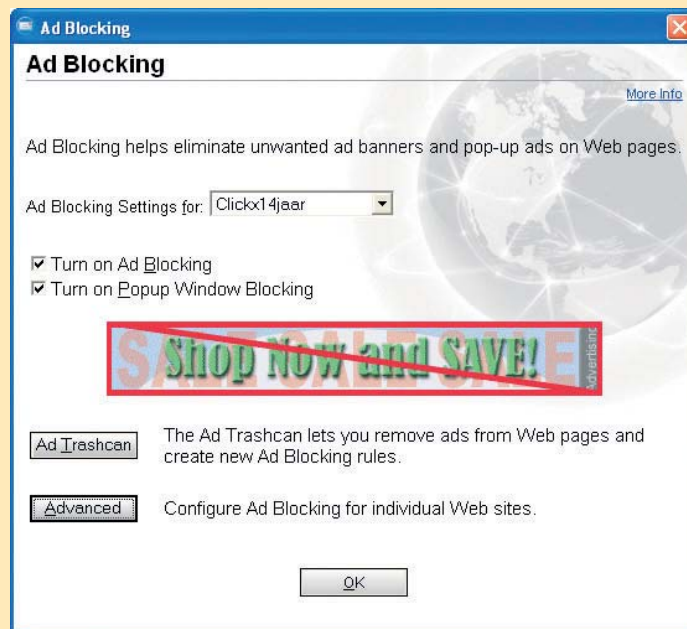 Ad Blocking
Ad Blocking
More Info
Ad Blocking helps eliminate unwanted ad banners and pop-up ads on Web pages.
Ad Blocking Settings for: Clickx14jaar
Turn on Ad Blocking
Turn on Popup Window Blocking
SALE SALE SALE
Shop Now and SAVE!
Advertising
Ad Trashcan
The Ad Trashcan lets you remove ads from Web pages and
create new Ad Blocking rules.
Advanced
Configure Ad Blocking for individual Web sites.
OK